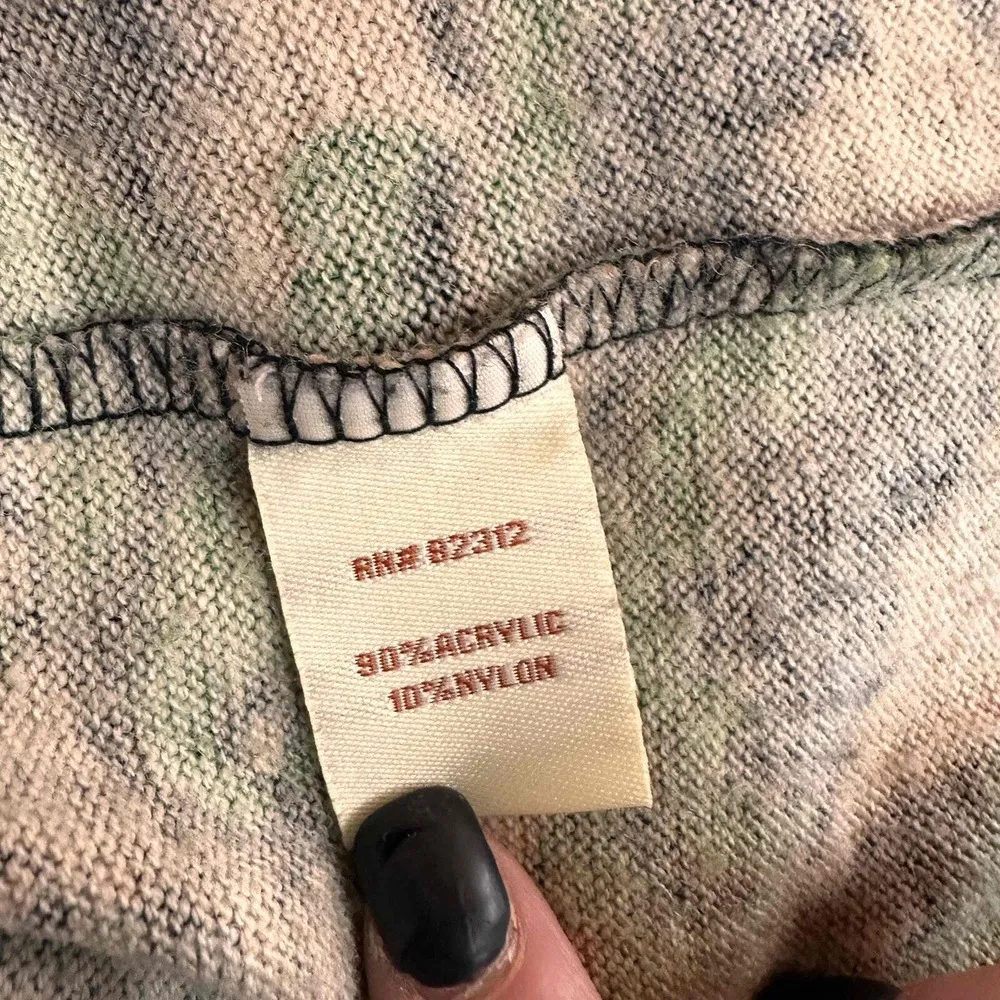 RN# 82312
90% ACRYLIC
10% NYLON